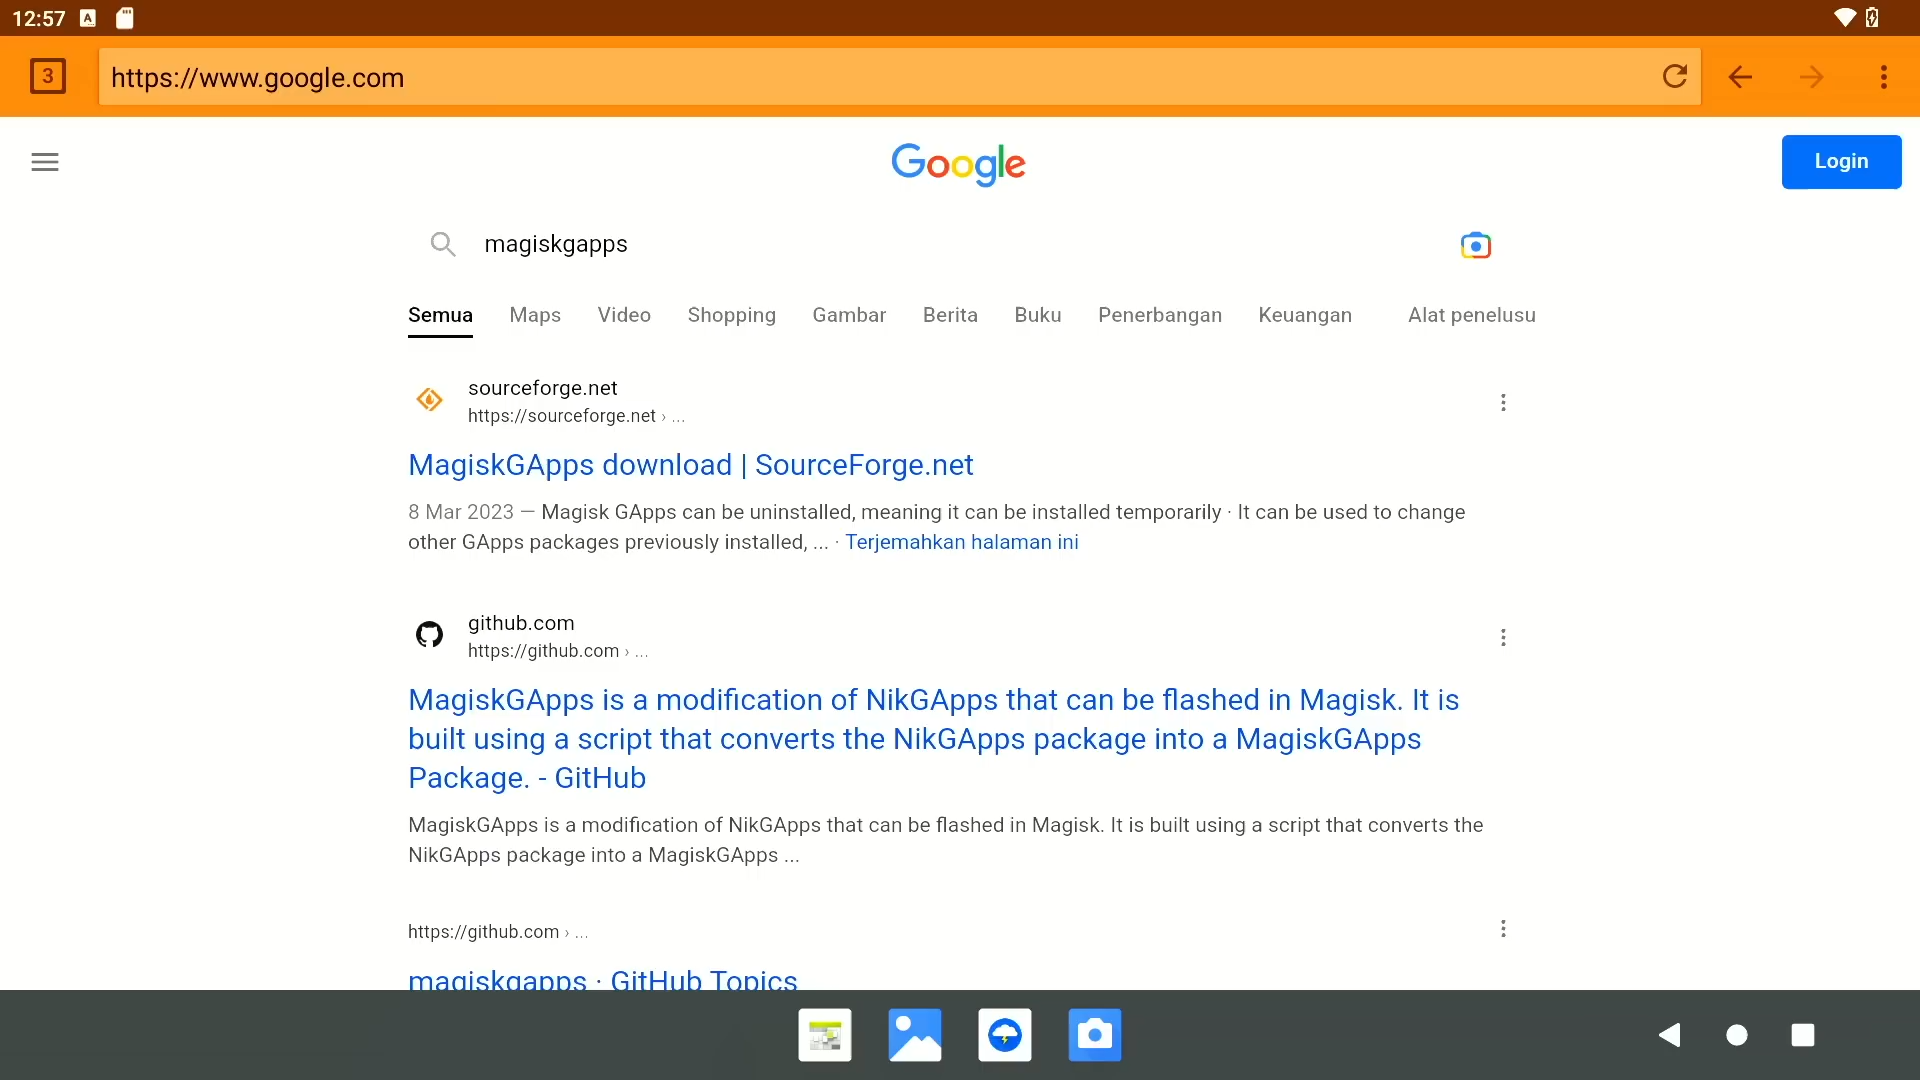 12:57
3
https://www.google.com
Google
Login
magiskgapps
Semua Maps Video Shopping Gambar Berita Buku Penerbangan Keuangan Alat penelusu
sourceforge.net
https://sourceforge.net › ...
MagiskGApps download | SourceForge.net
8 Mar 2023 — Magisk GApps can be uninstalled, meaning it can be installed temporarily · It can be used to change
other GApps packages previously installed, ... · Terjemahkan halaman ini
github.com
https://github.com › ...
MagiskGApps is a modification of NikGApps that can be flashed in Magisk. It is
built using a script that converts the NikGApps package into a MagiskGApps
Package. - GitHub
MagiskGApps is a modification of NikGApps that can be flashed in Magisk. It is built using a script that converts the
NikGApps package into a MagiskGApps ...
https://github.com › ...
magiskgapps · GitHub Topics